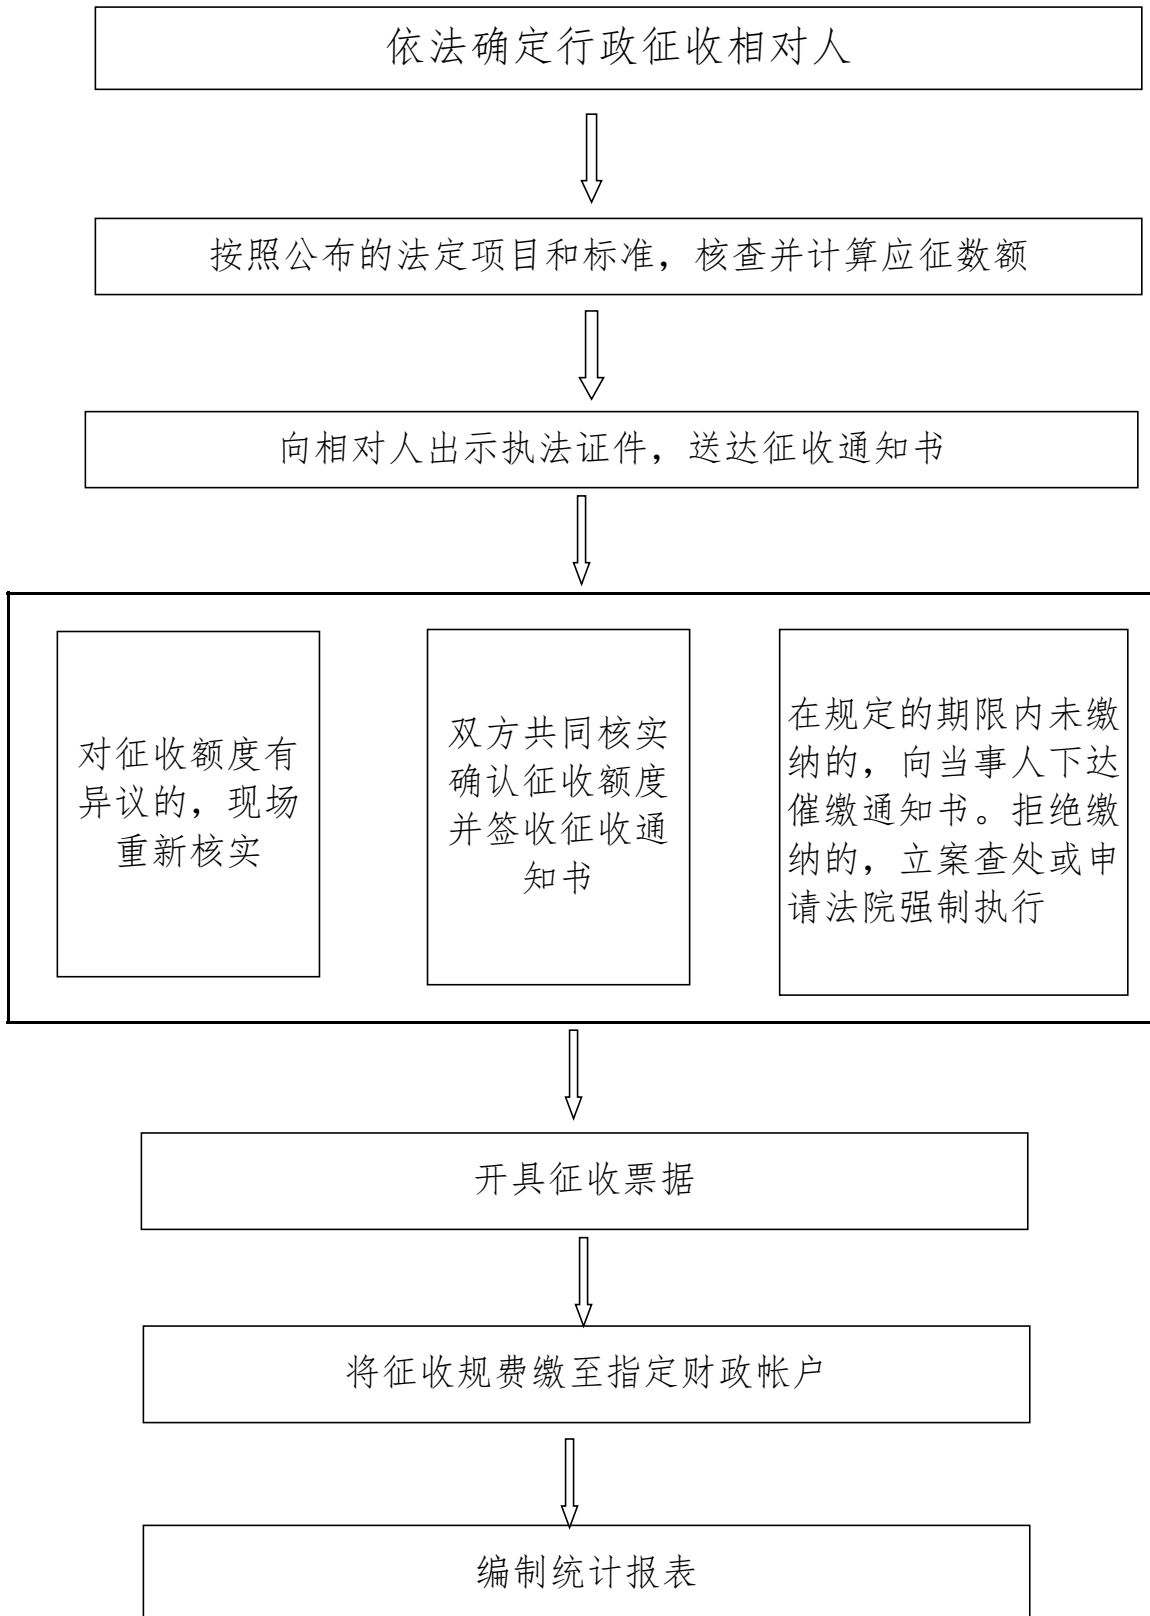 依法确定行政征收相对人
按照公布的法定项目和标准，核查并计算应征数额
向相对人出示执法证件，送达征收通知书
对征收额度有
异议的，现场
重新核实
双方共同核实
确认征收额度
并签收征收通
知书
在规定的期限内未缴
纳的，向当事人下达
催缴通知书。拒绝缴
纳的，立案查处或申
请法院强制执行
开具征收票据
将征收规费缴至指定财政帐户
编制统计报表